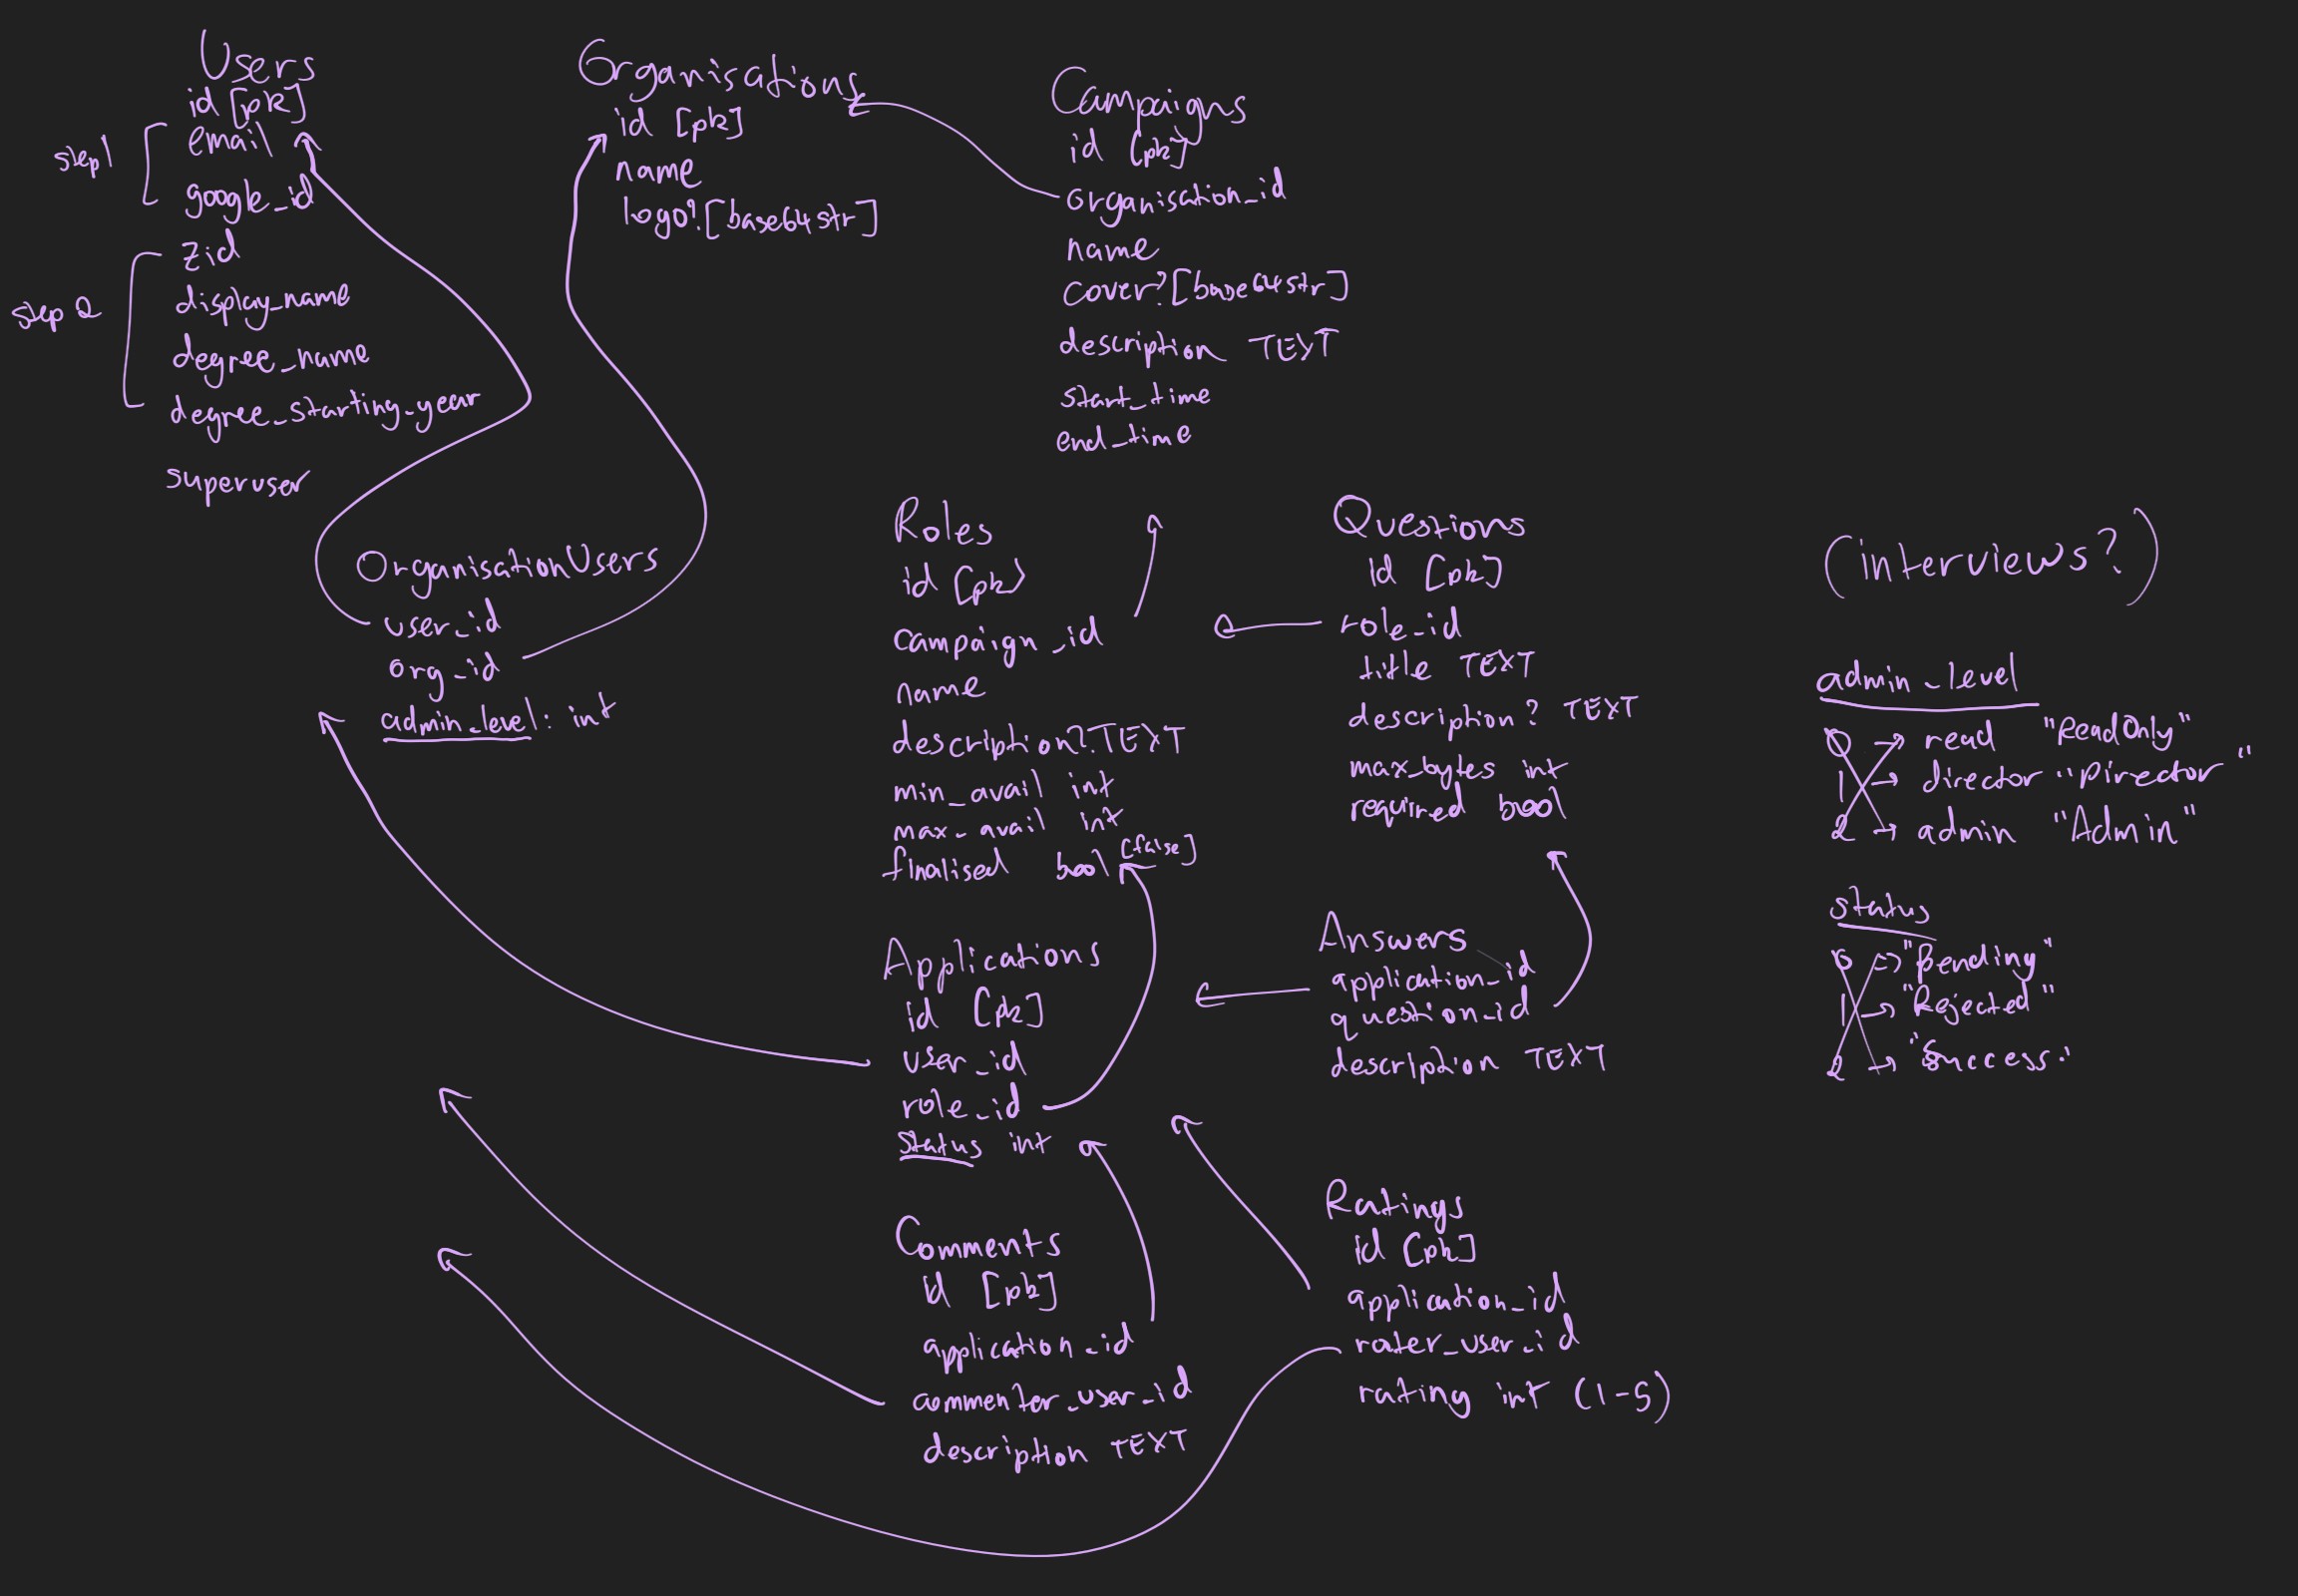 Users
id [pk]
step 1
email
google_id
zid
step 2
display_name
degree_name
degree_starting_year
superuser
Organisations
id [pk]
name
logo? [base64str]
Campaigns
id [pk]
organisation_id
name
cover? [base64str]
description TEXT
start_time
end_time
OrganisationUsers
user_id
org_id
admin_level: int
Roles
id [pk]
campaign_id
name
description? TEXT
min_avail int
max_avail int
finalised bool [false]
Questions
id [pk]
role_id
title TEXT
description? TEXT
max_bytes int
required bool
(interviews?)
admin_level
0 → read "ReadOnly"
1 → director "Director"
2 → admin "Admin"
status
0 → "Pending"
1 → "Rejected"
2 → "Success"
Applications
id [pk]
user_id
role_id
status int
Answers
application_id
question_id
description TEXT
Comments
id [pk]
application_id
commenter_user_id
description TEXT
Ratings
id [pk]
application_id
rater_user_id
rating int (1-5)